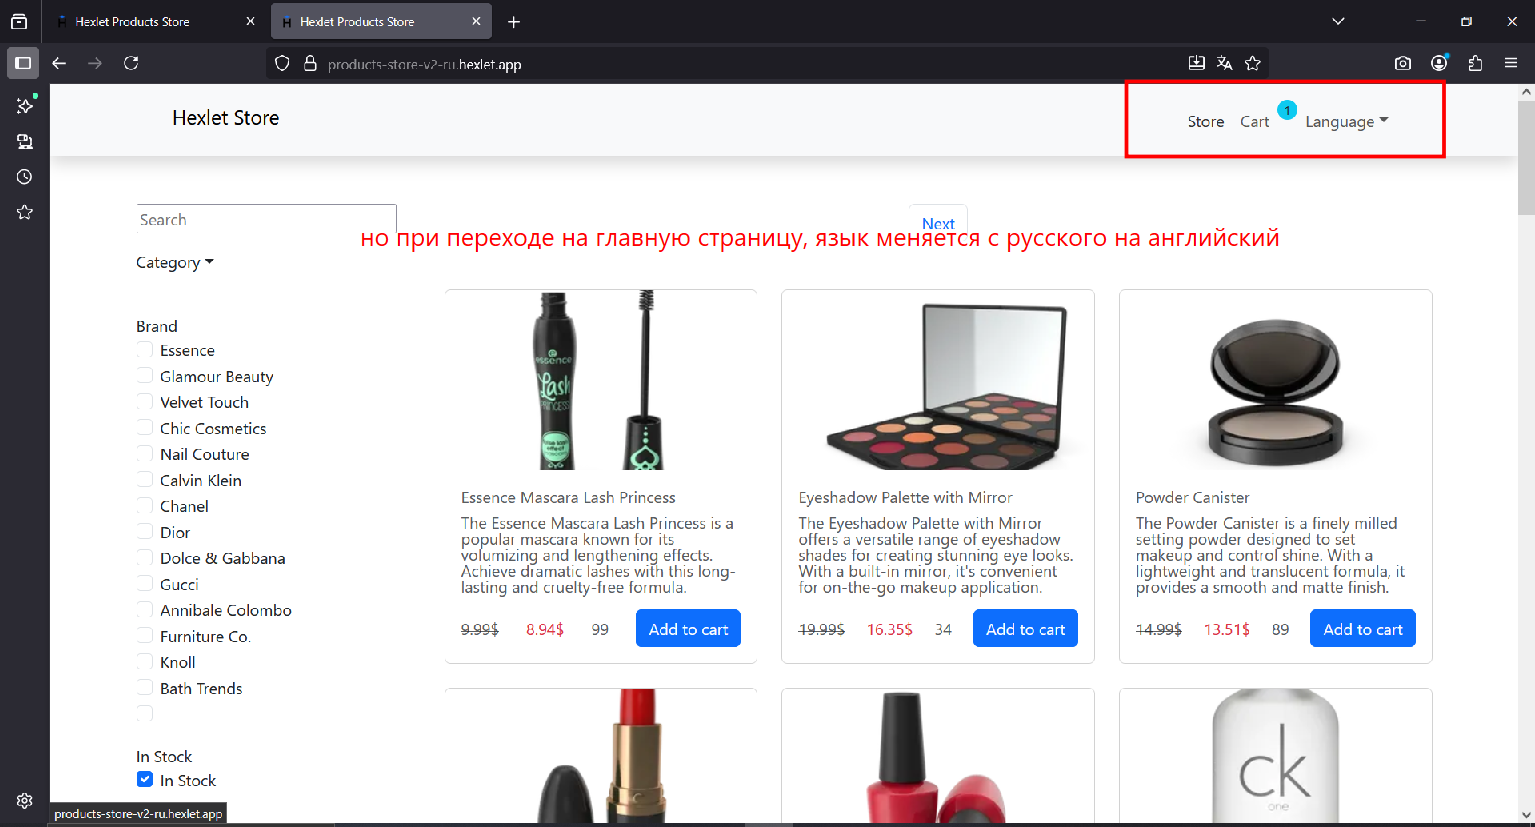 Hexlet Products Store
Hexlet Products Store
products-store-v2-ru.hexlet.app
Hexlet Store
Store Cart 1 Language
Search
Next
но при переходе на главную страницу, язык меняется с русского на английский
Category
Brand
Essence
Glamour Beauty
Velvet Touch
Chic Cosmetics
Nail Couture
Calvin Klein
Chanel
Dior
Dolce & Gabbana
Gucci
Annibale Colombo
Furniture Co.
Knoll
Bath Trends
In Stock
In Stock
essence
Lash
PRINCESS
Essence Mascara Lash Princess
The Essence Mascara Lash Princess is a
popular mascara known for its
volumizing and lengthening effects.
Achieve dramatic lashes with this long-
lasting and cruelty-free formula.
9.99$ 8.94$ 99 Add to cart
Eyeshadow Palette with Mirror
The Eyeshadow Palette with Mirror
offers a versatile range of eyeshadow
shades for creating stunning eye looks.
With a built-in mirror, it's convenient
for on-the-go makeup application.
19.99$ 16.35$ 34 Add to cart
Powder Canister
The Powder Canister is a finely milled
setting powder designed to set
makeup and control shine. With a
lightweight and translucent formula, it
provides a smooth and matte finish.
14.99$ 13.51$ 89 Add to cart
ck
one
products-store-v2-ru.hexlet.app